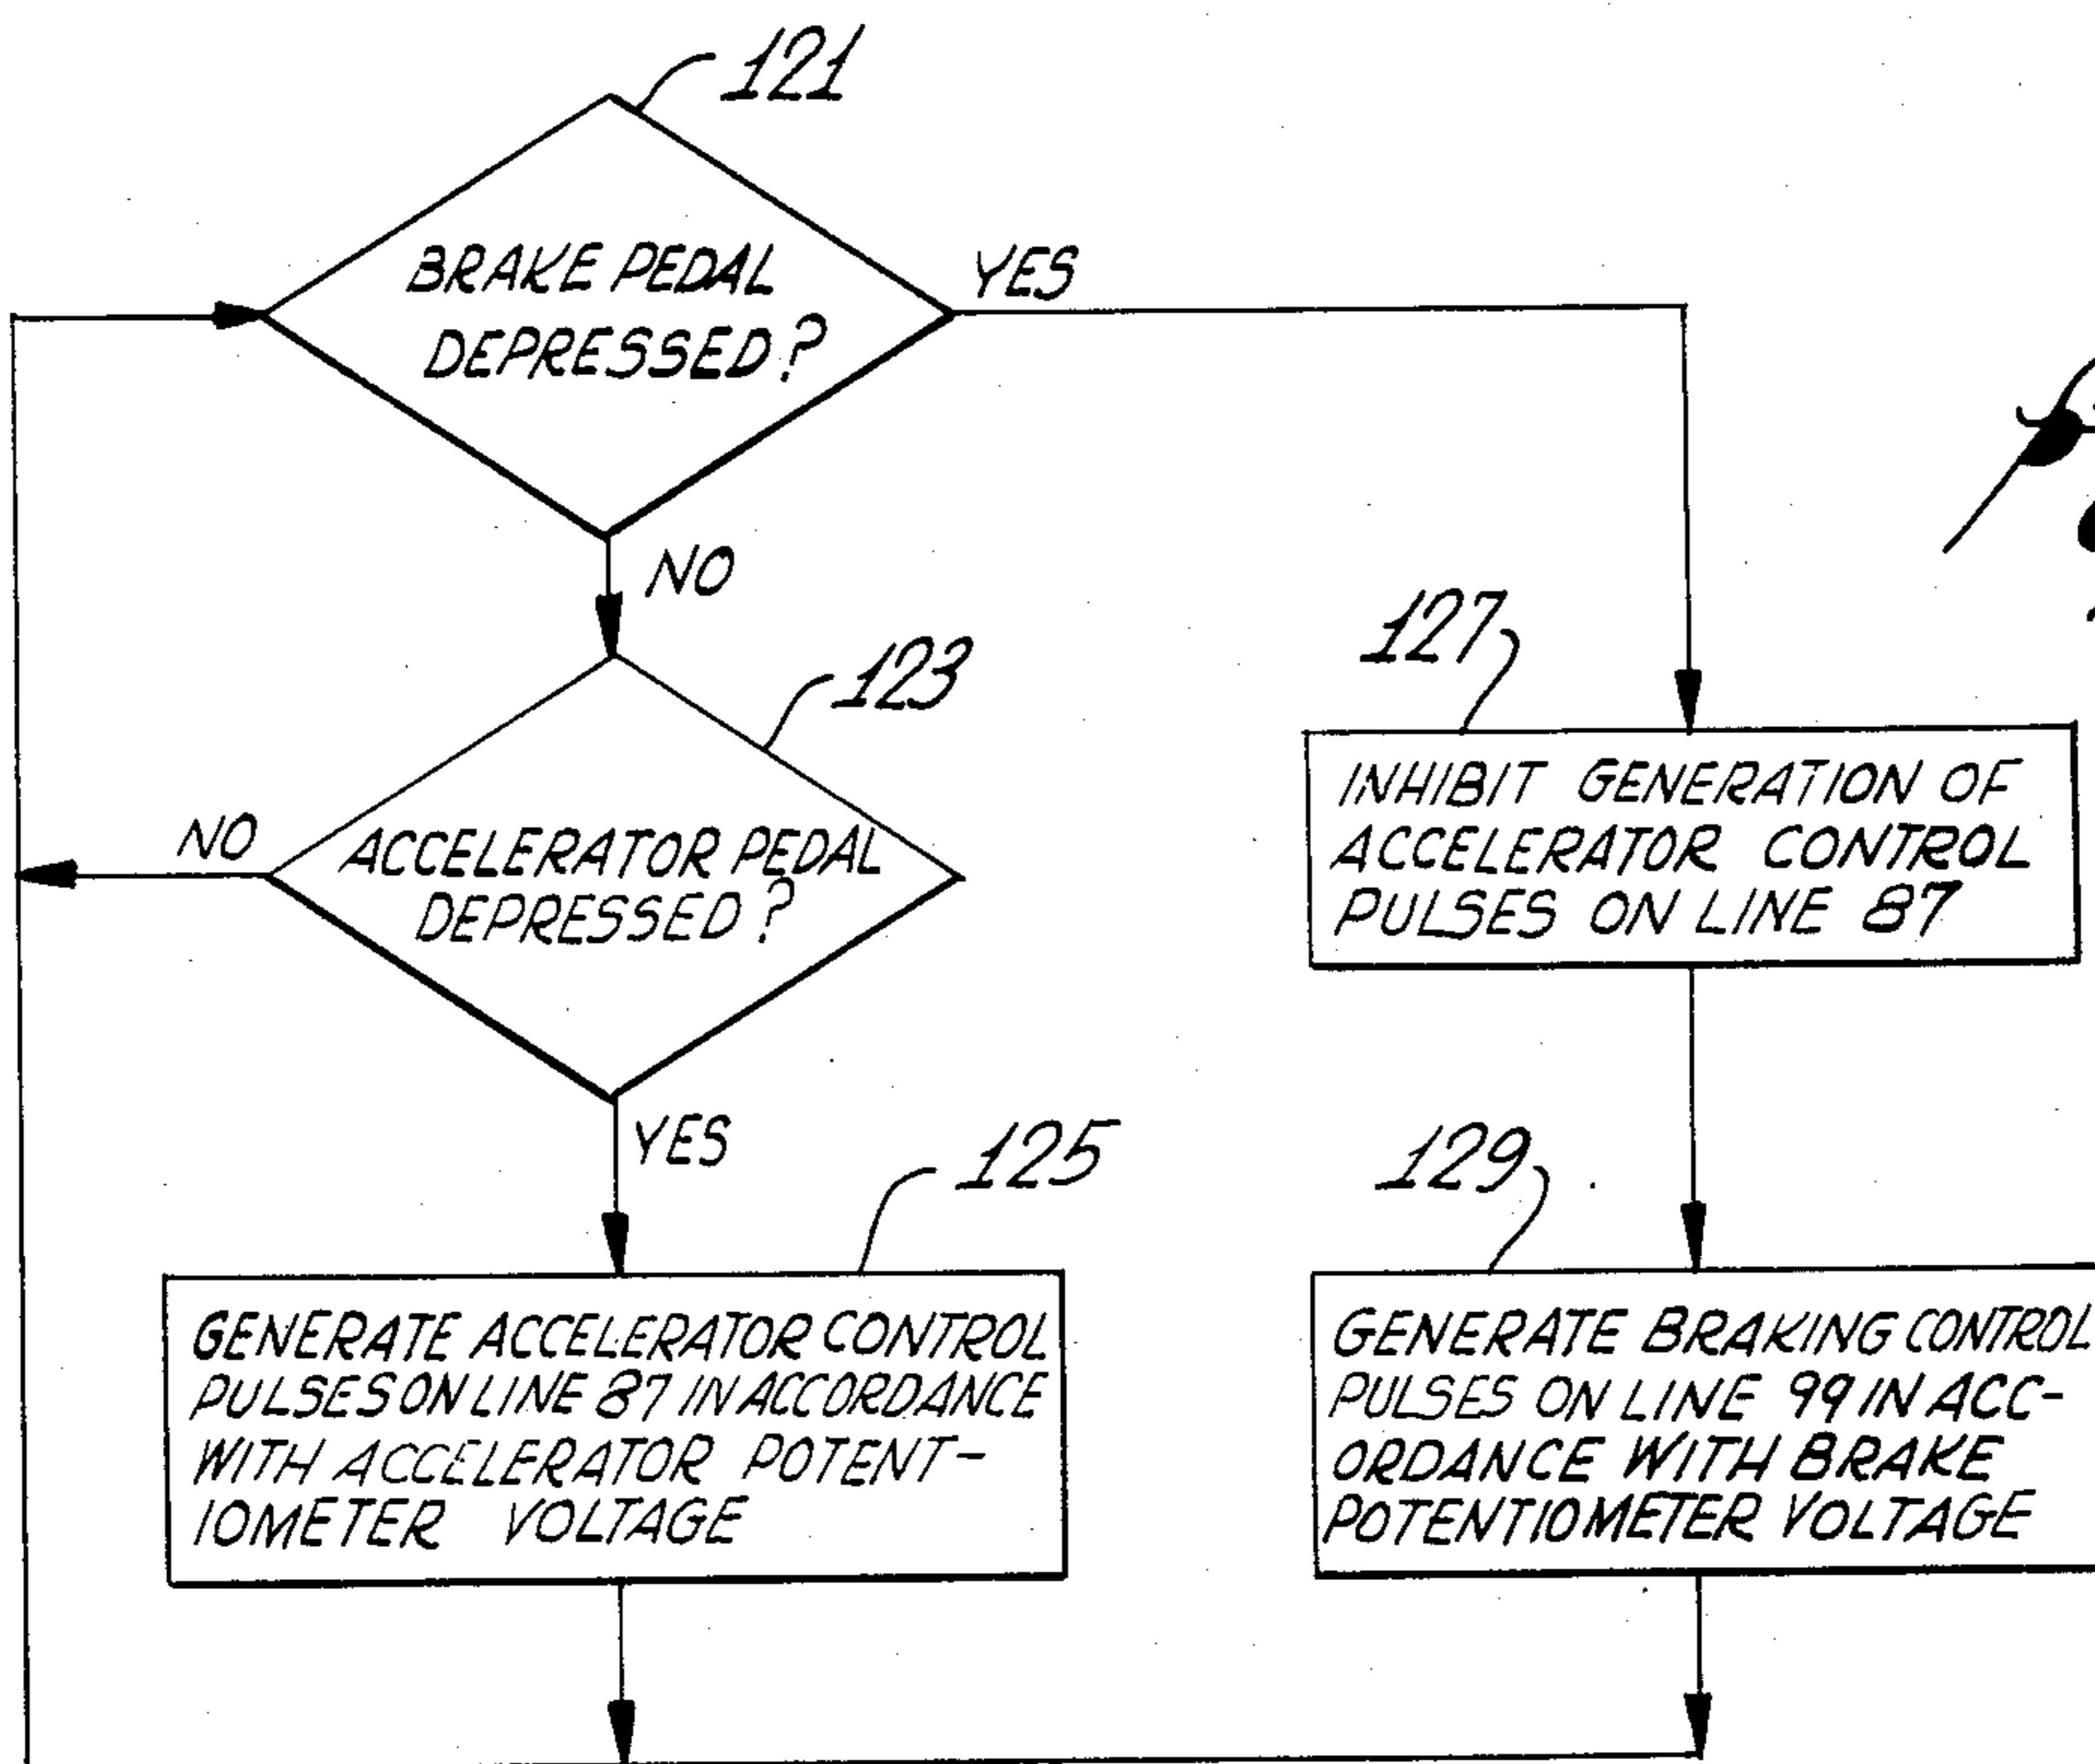 121
BRAKE PEDAL
DEPRESSED?
YES
NO
123
ACCELERATOR PEDAL
DEPRESSED?
NO
YES
125
GENERATE ACCELERATOR CONTROL
PULSES ON LINE 87 IN ACCORDANCE
WITH ACCELERATOR POTENT-
IOMETER VOLTAGE
127
INHIBIT GENERATION OF
ACCELERATOR CONTROL
PULSES ON LINE 87
129
GENERATE BRAKING CONTROL
PULSES ON LINE 99 IN ACC-
ORDANCE WITH BRAKE
POTENTIOMETER VOLTAGE